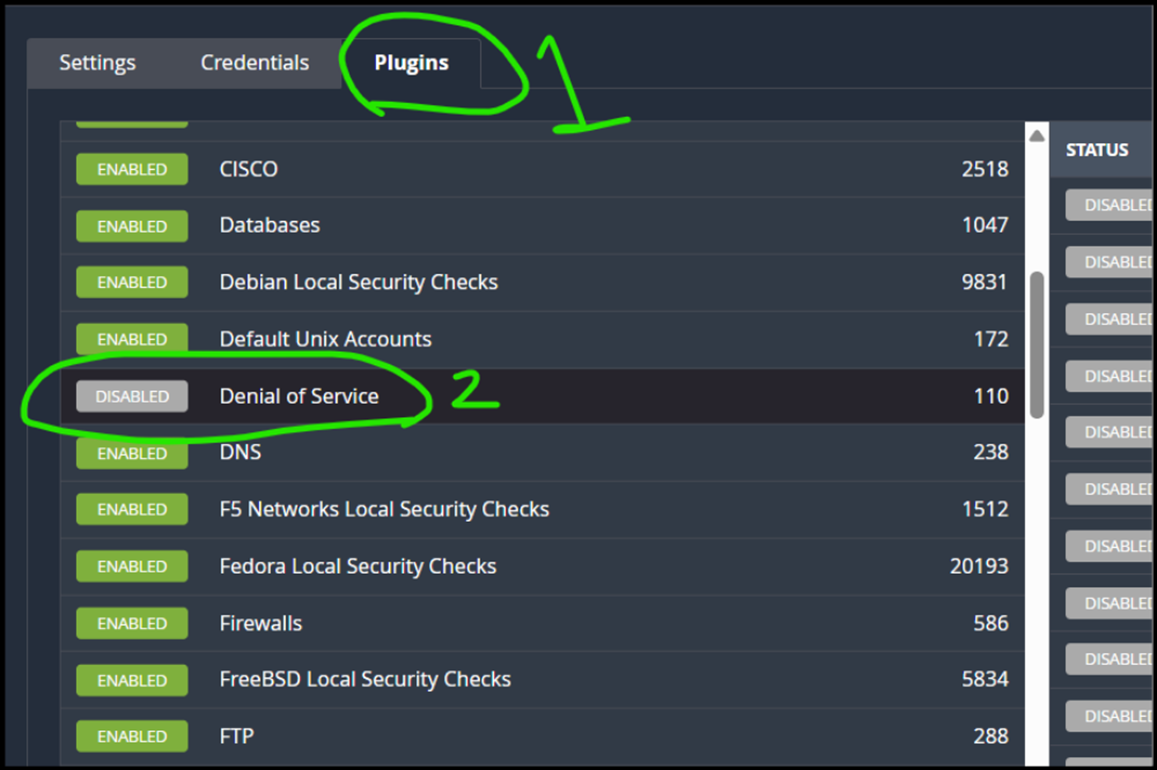 Settings Credentials Plugins 1
STATUS
ENABLED CISCO 2518
DISABLED
ENABLED Databases 1047
DISABLED
ENABLED Debian Local Security Checks 9831
DISABLED
ENABLED Default Unix Accounts 172
DISABLED
DISABLED Denial of Service 2 110
DISABLED
ENABLED DNS 238
DISABLED
ENABLED F5 Networks Local Security Checks 1512
DISABLED
ENABLED Fedora Local Security Checks 20193
DISABLED
ENABLED Firewalls 586
DISABLED
ENABLED FreeBSD Local Security Checks 5834
DISABLED
ENABLED FTP 288